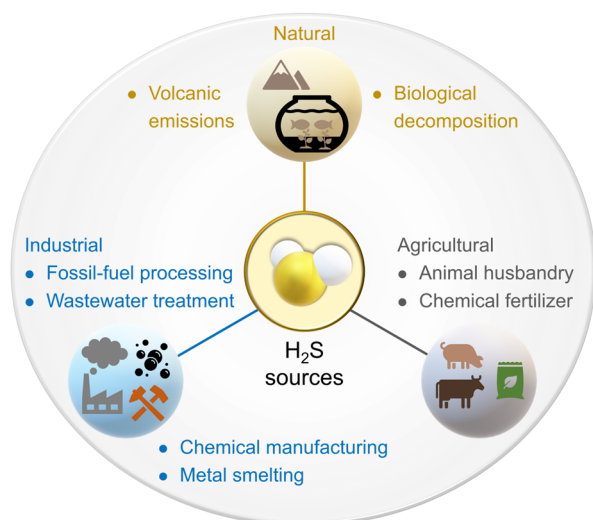 Natural
● Volcanic
emissions
● Biological
decomposition
Industrial
● Fossil-fuel processing
● Wastewater treatment
Agricultural
● Animal husbandry
● Chemical fertilizer
H₂S
sources
● Chemical manufacturing
● Metal smelting